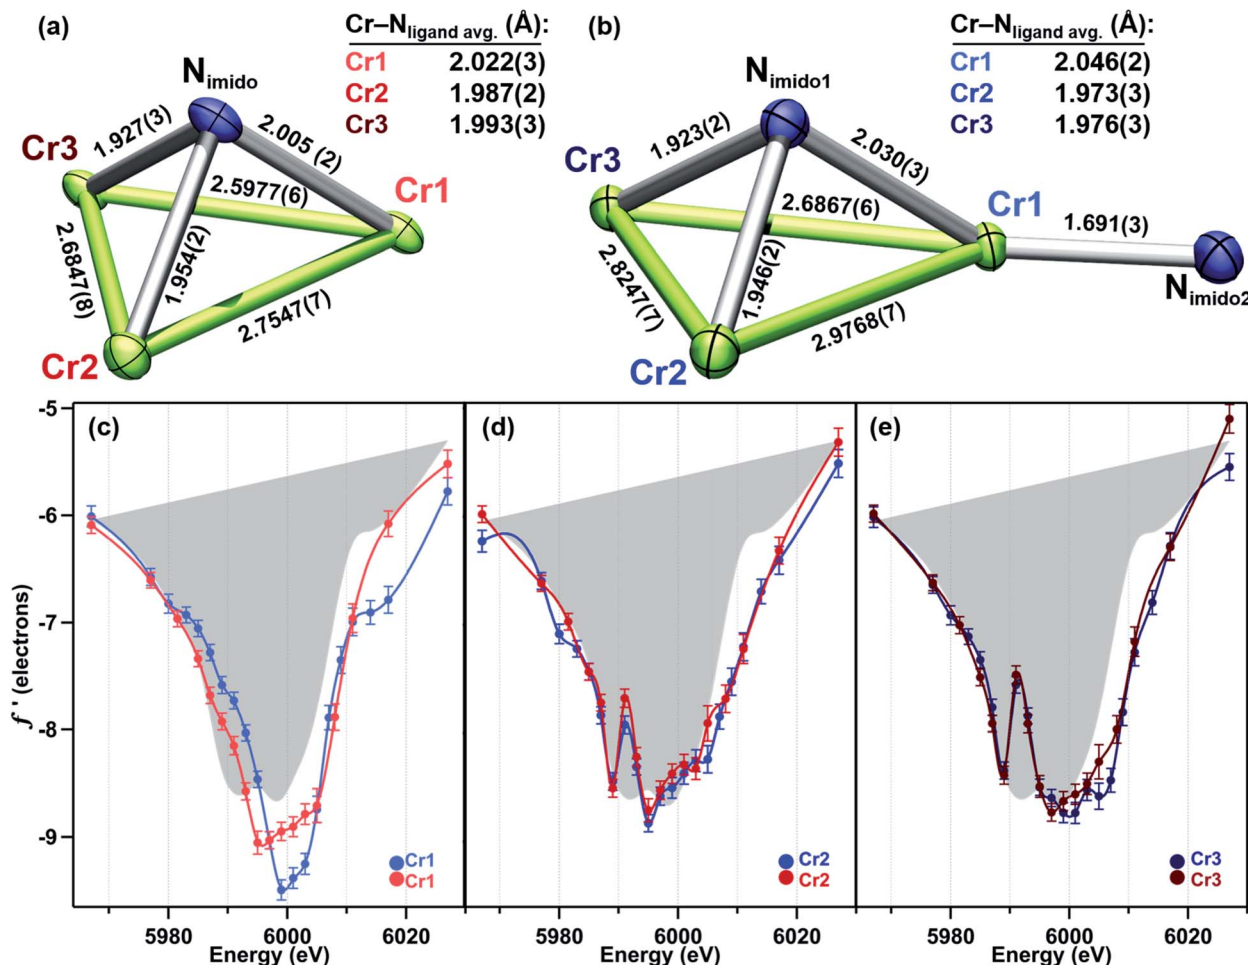 (a)
Cr–Nligand avg. (Å):
Cr1 2.022(3)
Cr2 1.987(2)
Cr3 1.993(3)
Nimido
Cr3
1.927(3)
2.005 (2)
2.5977(6)
Cr1
2.6847(8)
1.954(2)
2.7547(7)
Cr2
(b)
Cr–Nligand avg. (Å):
Cr1 2.046(2)
Cr2 1.973(3)
Cr3 1.976(3)
Nimido1
Cr3
1.923(2)
2.030(3)
2.6867(6)
Cr1
1.691(3)
Nimido2
2.8247(7)
1.946(2)
2.9768(7)
Cr2
f ' (electrons)
-5
-6
-7
-8
-9
(c)
Cr1
Cr1
5980 6000 6020
Energy (eV)
(d)
Cr2
Cr2
5980 6000 6020
Energy (eV)
(e)
Cr3
Cr3
5980 6000 6020
Energy (eV)